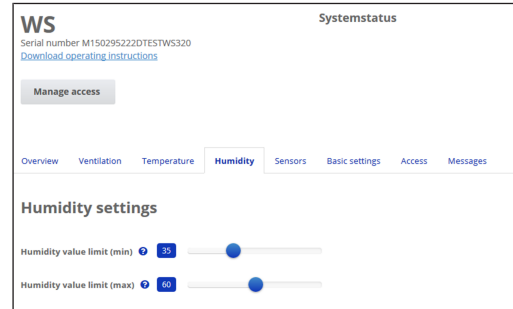 WS
Systemstatus
Serial number M150295222DTESTWS320
Download operating instructions
Manage access
Overview Ventilation Temperature Humidity Sensors Basic settings Access Messages
Humidity settings
Humidity value limit (min) ? 35
Humidity value limit (max) ? 60